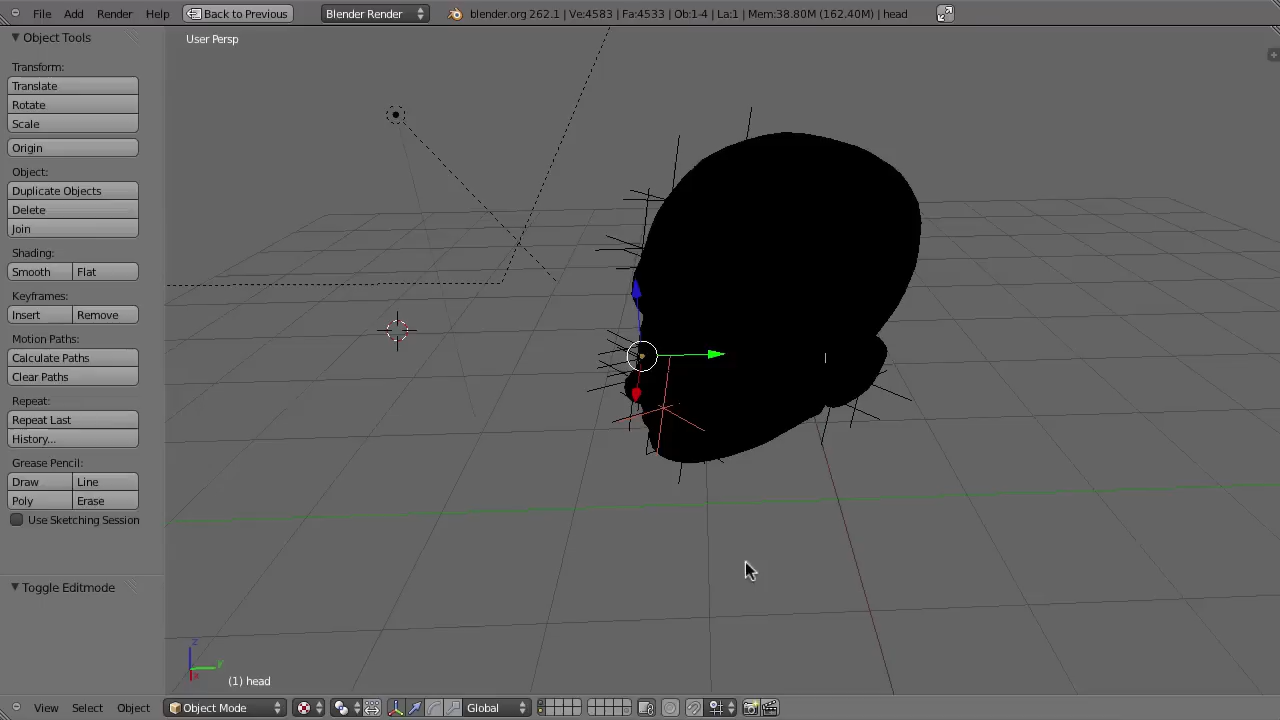 File Add Render Help Back to Previous Blender Render blender.org 262.1 | Ve:4583 | Fa:4533 | Ob:1-4 | La:1 | Mem:38.80M (162.40M) | head
Object Tools
User Persp
Transform:
Translate
Rotate
Scale
Origin
Object:
Duplicate Objects
Delete
Join
Shading:
Smooth Flat
Keyframes:
Insert Remove
Motion Paths:
Calculate Paths
Clear Paths
Repeat:
Repeat Last
History...
Grease Pencil:
Draw Line
Poly Erase
Use Sketching Session
Toggle Editmode
z
y
x
(1) head
View Select Object Object Mode Global